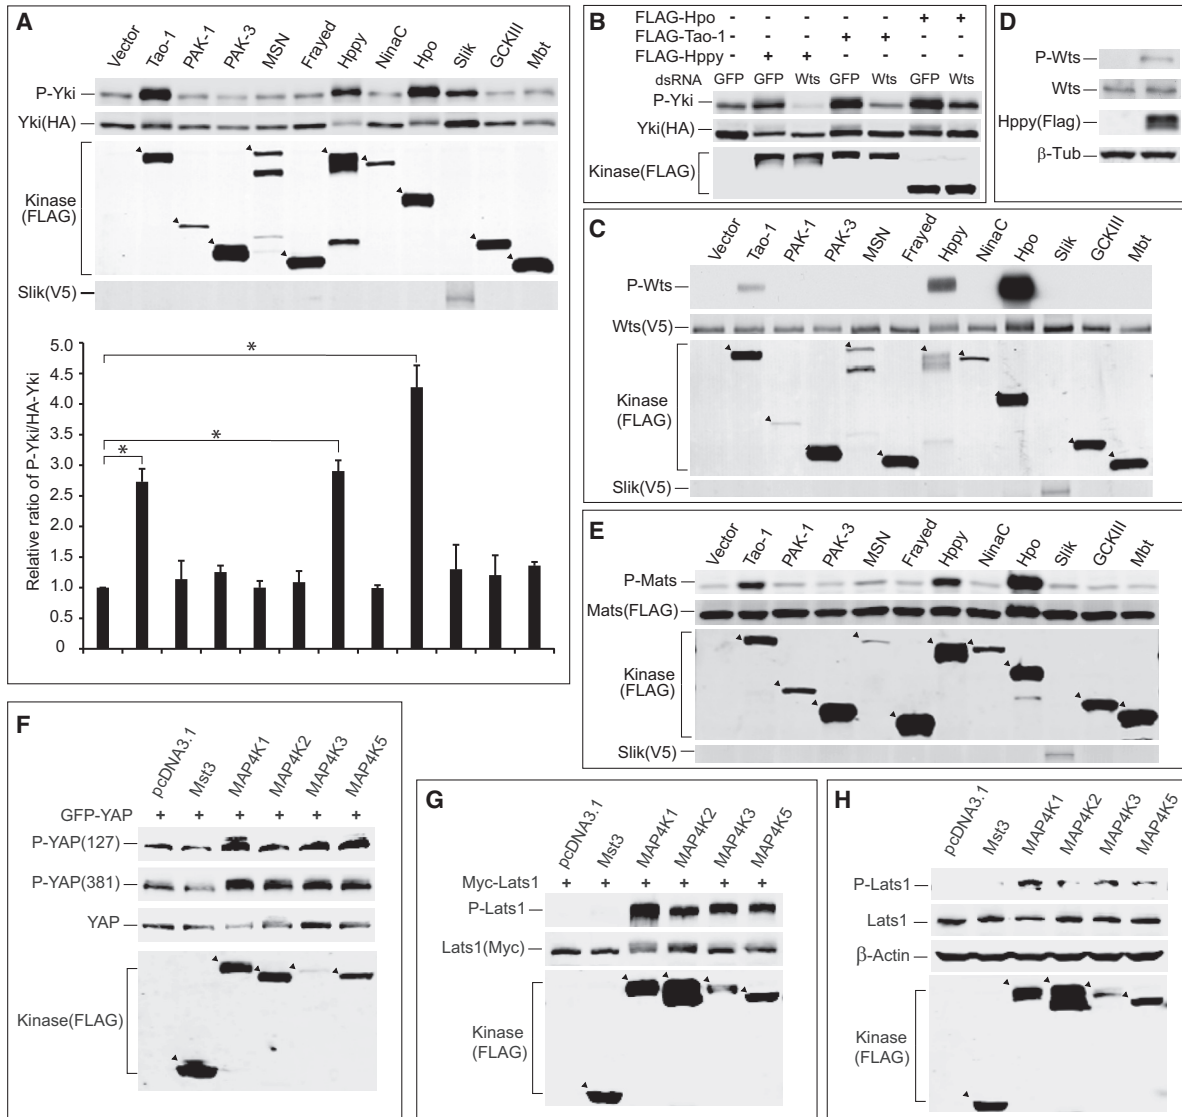 A
Vector Tao-1 PAK-1 PAK-3 MSN Frayed Hppy NinaC Hpo Slik GCKIII Mbt
P-Yki
Yki(HA)
Kinase
(FLAG)
Slik(V5)
Relative ratio of P-Yki/HA-Yki
5.0
4.5
4.0
3.5
3.0
2.5
2.0
1.5
1.0
0.5
0
*
*
*
B
FLAG-Hpo - - - - - + +
FLAG-Tao-1 - - - + + - -
FLAG-Hppy - + + - - - -
dsRNA GFP GFP Wts GFP Wts GFP Wts
P-Yki
Yki(HA)
Kinase(FLAG)
D
- +
P-Wts
Wts
Hppy(Flag)
β-Tub
C
Vector Tao-1 PAK-1 PAK-3 MSN Frayed Hppy NinaC Hpo Slik GCKIII Mbt
P-Wts
Wts(V5)
Kinase
(FLAG)
Slik(V5)
E
Vector Tao-1 PAK-1 PAK-3 MSN Frayed Hppy NinaC Hpo Slik GCKIII Mbt
P-Mats
Mats(FLAG)
Kinase
(FLAG)
Slik(V5)
F
pcDNA3.1 Mst3 MAP4K1 MAP4K2 MAP4K3 MAP4K5
GFP-YAP + + + + + +
P-YAP(127)
P-YAP(381)
YAP
Kinase(FLAG)
G
pcDNA3.1 Mst3 MAP4K1 MAP4K2 MAP4K3 MAP4K5
Myc-Lats1 + + + + + +
P-Lats1
Lats1(Myc)
Kinase
(FLAG)
H
pcDNA3.1 Mst3 MAP4K1 MAP4K2 MAP4K3 MAP4K5
P-Lats1
Lats1
β-Actin
Kinase
(FLAG)